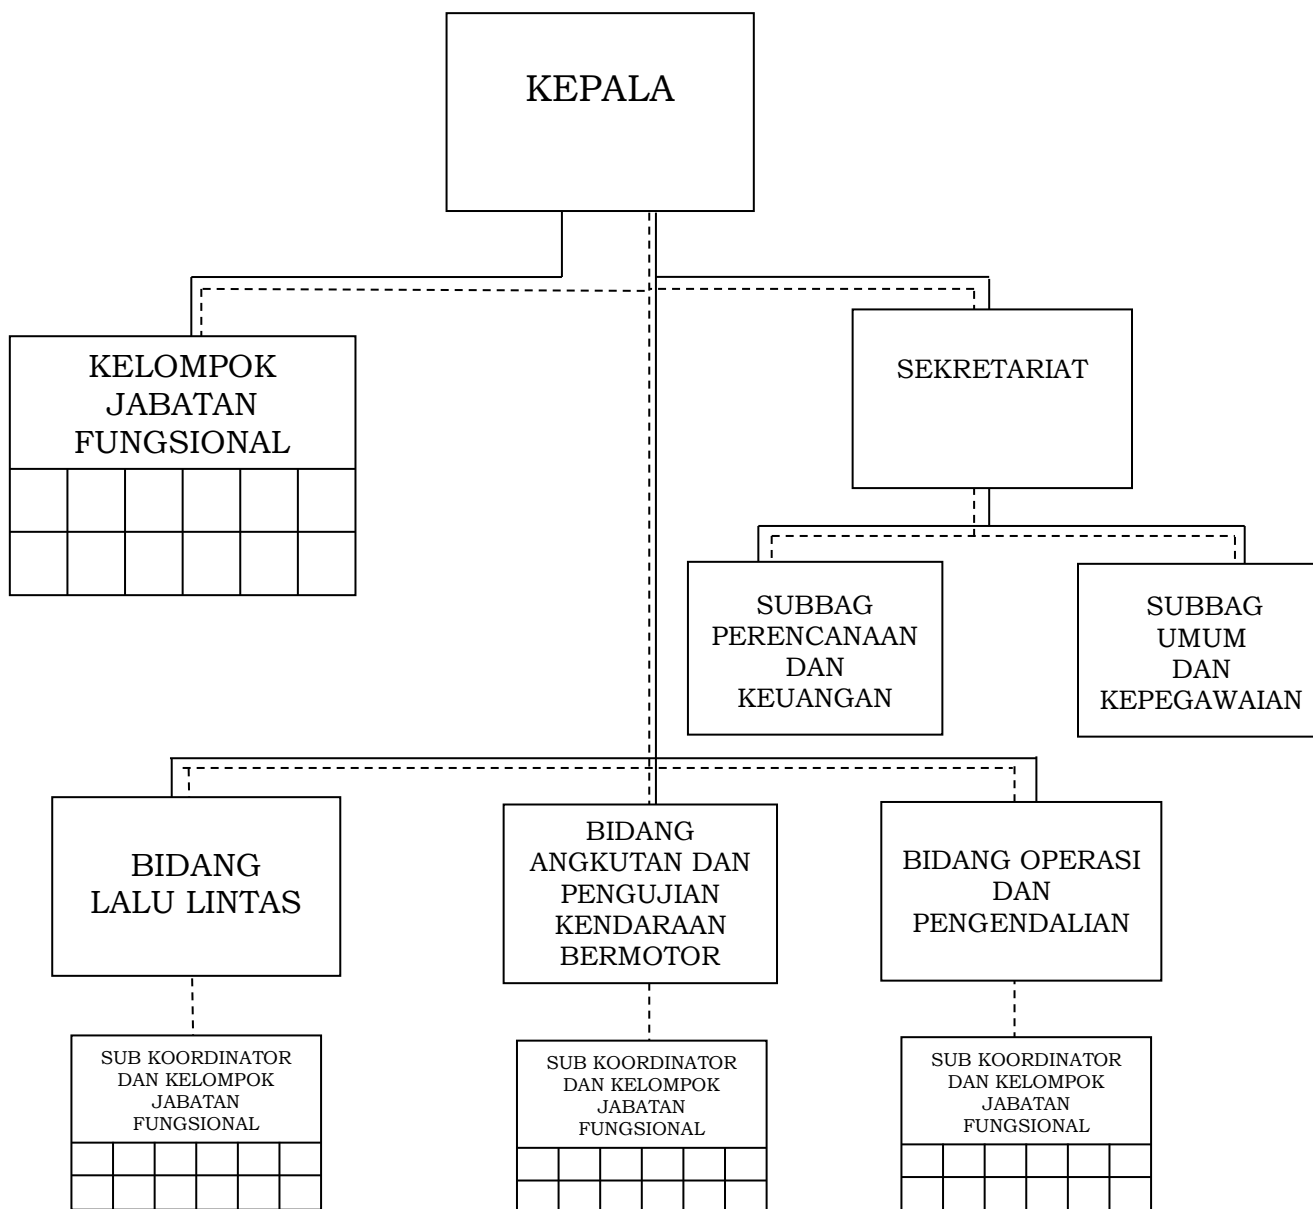 KEPALA
KELOMPOK
JABATAN
FUNGSIONAL
SEKRETARIAT
SUBBAG
PERENCANAAN
DAN
KEUANGAN
SUBBAG
UMUM
DAN
KEPEGAWAIAN
BIDANG
LALU LINTAS
BIDANG
ANGKUTAN DAN
PENGUJIAN
KENDARAAN
BERMOTOR
BIDANG OPERASI
DAN
PENGENDALIAN
SUB KOORDINATOR
DAN KELOMPOK
JABATAN
FUNGSIONAL
SUB KOORDINATOR
DAN KELOMPOK
JABATAN
FUNGSIONAL
SUB KOORDINATOR
DAN KELOMPOK
JABATAN
FUNGSIONAL